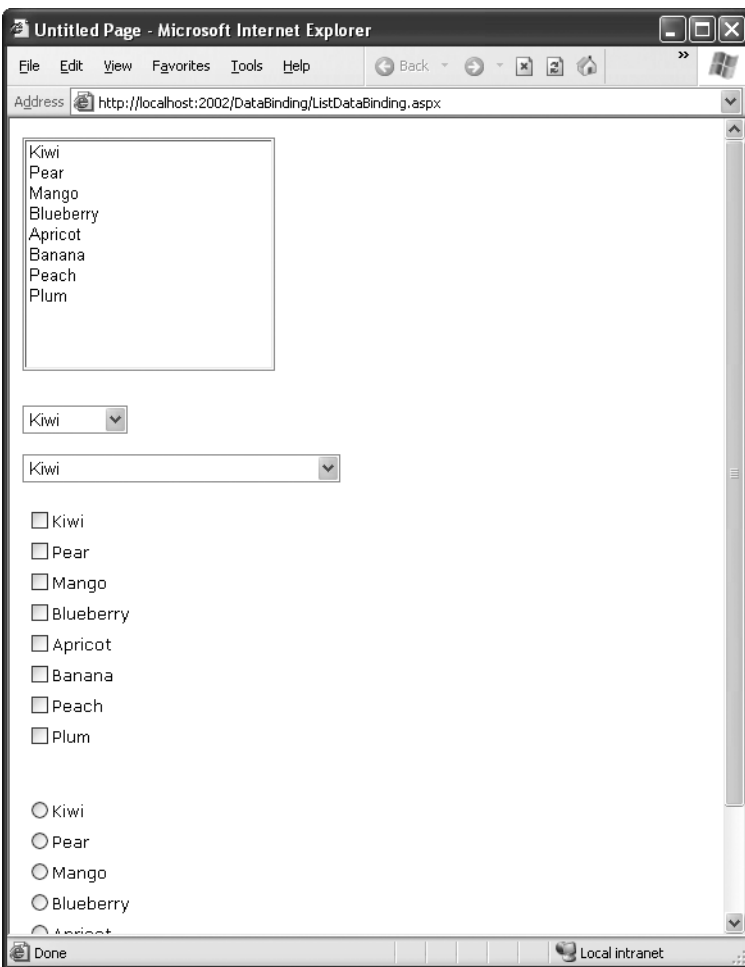 Untitled Page - Microsoft Internet Explorer
File Edit View Favorites Tools Help Back »
Address http://localhost:2002/DataBinding/ListDataBinding.aspx
Kiwi
Pear
Mango
Blueberry
Apricot
Banana
Peach
Plum
Kiwi
Kiwi
Kiwi
Pear
Mango
Blueberry
Apricot
Banana
Peach
Plum
Kiwi
Pear
Mango
Blueberry
Apricot
Done Local intranet